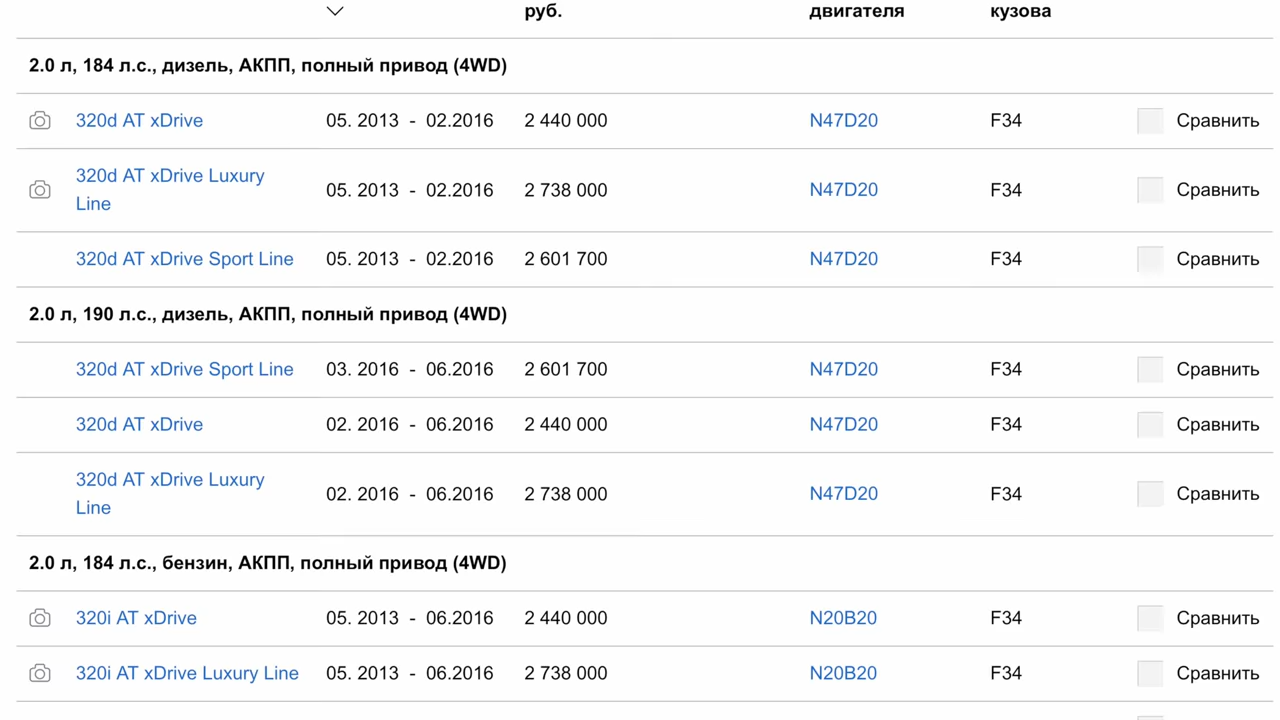 руб. двигателя кузова
2.0 л, 184 л.с., дизель, АКПП, полный привод (4WD)
320d AT xDrive 05. 2013 - 02.2016 2 440 000 N47D20 F34 Сравнить
320d AT xDrive Luxury
Line 05. 2013 - 02.2016 2 738 000 N47D20 F34 Сравнить
320d AT xDrive Sport Line 05. 2013 - 02.2016 2 601 700 N47D20 F34 Сравнить
2.0 л, 190 л.с., дизель, АКПП, полный привод (4WD)
320d AT xDrive Sport Line 03. 2016 - 06.2016 2 601 700 N47D20 F34 Сравнить
320d AT xDrive 02. 2016 - 06.2016 2 440 000 N47D20 F34 Сравнить
320d AT xDrive Luxury
Line 02. 2016 - 06.2016 2 738 000 N47D20 F34 Сравнить
2.0 л, 184 л.с., бензин, АКПП, полный привод (4WD)
320i AT xDrive 05. 2013 - 06.2016 2 440 000 N20B20 F34 Сравнить
320i AT xDrive Luxury Line 05. 2013 - 06.2016 2 738 000 N20B20 F34 Сравнить